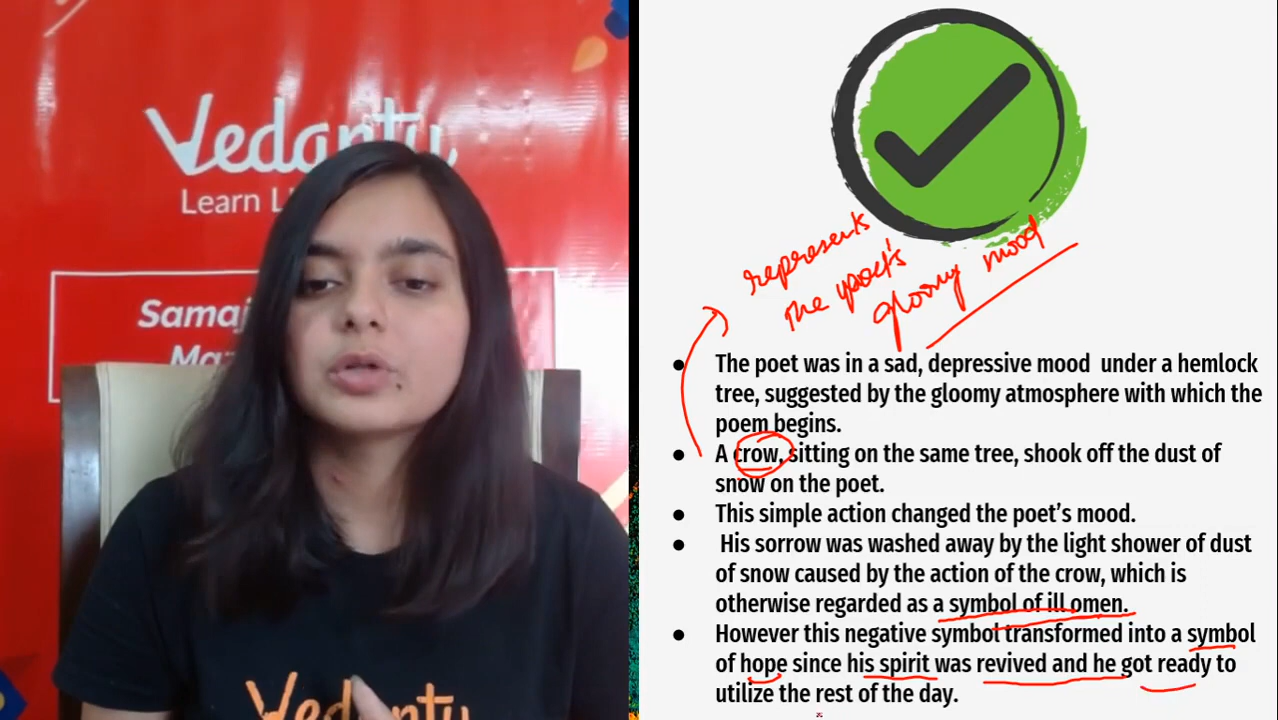 Vedantu
Learn L
Samaj
Ma
Vedantu
represents
the poet's
gloomy mood
● The poet was in a sad, depressive mood under a hemlock
tree, suggested by the gloomy atmosphere with which the
poem begins.
● A crow, sitting on the same tree, shook off the dust of
snow on the poet.
● This simple action changed the poet’s mood.
● His sorrow was washed away by the light shower of dust
of snow caused by the action of the crow, which is
otherwise regarded as a symbol of ill omen.
● However this negative symbol transformed into a symbol
of hope since his spirit was revived and he got ready to
utilize the rest of the day.